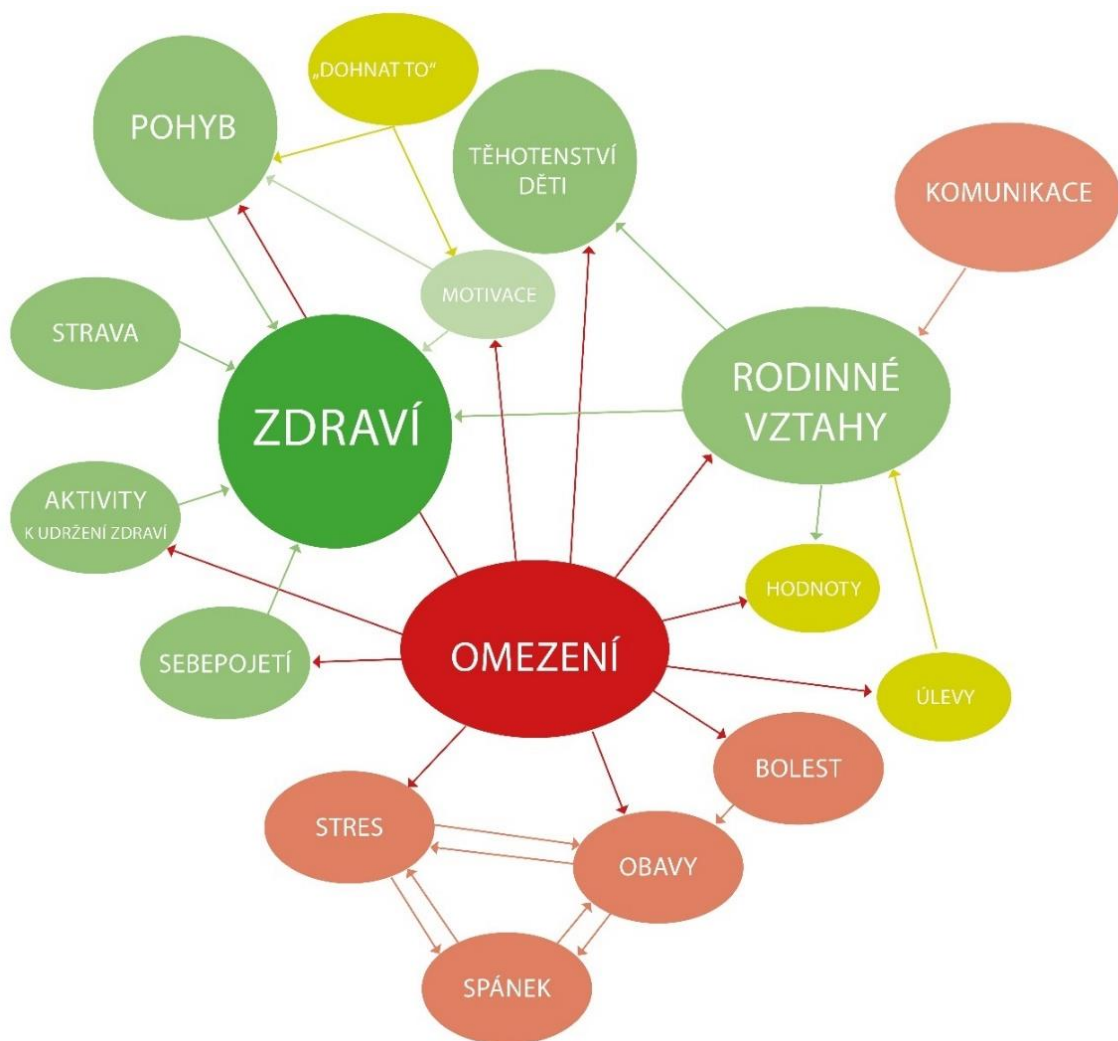 POHYB
„DOHNAT TO“
TĚHOTENSTVÍ
DĚTI
KOMUNIKACE
MOTIVACE
STRAVA
ZDRAVÍ
RODINNÉ
VZTAHY
AKTIVITY
K UDRŽENÍ ZDRAVÍ
HODNOTY
SEBEPOJETÍ
OMEZENÍ
ÚLEVY
BOLEST
STRES
OBAVY
SPÁNEK